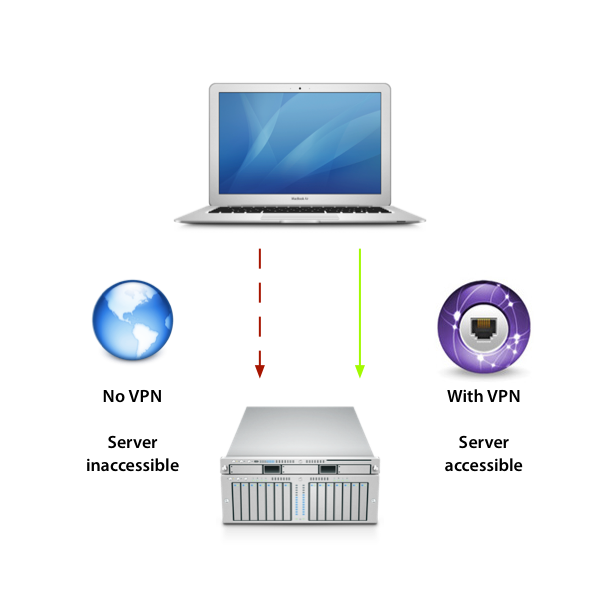 No VPN
With VPN
Server
inaccessible
Server
accessible